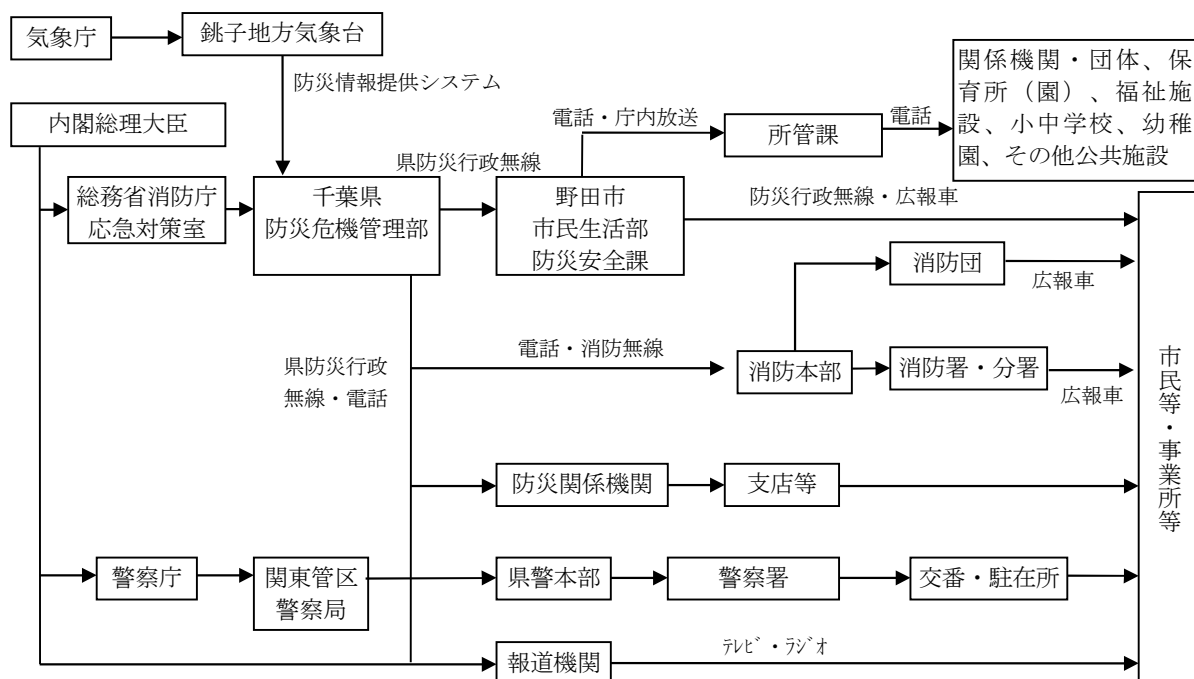 気象庁
銚子地方気象台
防災情報提供システム
関係機関・団体、保
育所（園）、福祉施
設、小中学校、幼稚
園、その他公共施設
内閣総理大臣
電話・庁内放送
所管課
電話
県防災行政無線
総務省消防庁
応急対策室
千葉県
防災危機管理部
野田市
市民生活部
防災安全課
防災行政無線・広報車
消防団
広報車
電話・消防無線
県防災行政
無線・電話
消防本部
消防署・分署
広報車
市民等・事業所等
防災関係機関
支店等
警察庁
関東管区
警察局
県警本部
警察署
交番・駐在所
報道機関
ﾃﾚﾋﾞ・ﾗｼﾞｵ